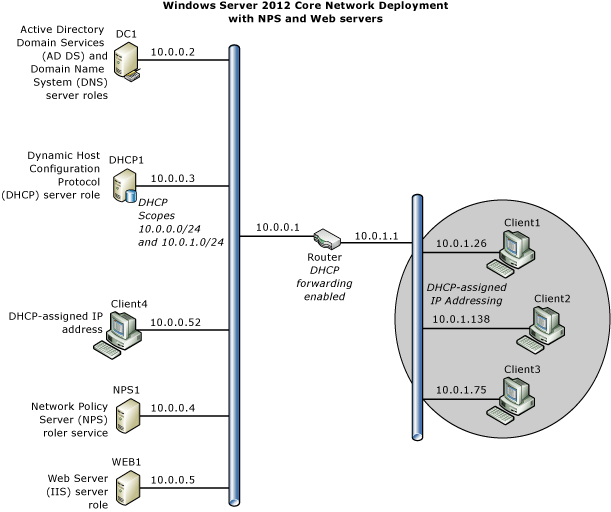 Windows Server 2012 Core Network Deployment
with NPS and Web servers
Active Directory
Domain Services
(AD DS) and
Domain Name
System (DNS)
server roles
DC1
10.0.0.2
Dynamic Host
Configuration
Protocol
(DHCP) server role
DHCP1
10.0.0.3
DHCP
Scopes
10.0.0.0/24
and 10.0.1.0/24
10.0.0.1
Router
DHCP
forwarding
enabled
10.0.1.1
Client1
10.0.1.26
DHCP-assigned
IP Addressing
Client2
10.0.1.138
Client3
10.0.1.75
Client4
DHCP-assigned IP
address
10.0.0.52
NPS1
Network Policy
Server (NPS)
roler service
10.0.0.4
WEB1
Web Server
(IIS) server
role
10.0.0.5